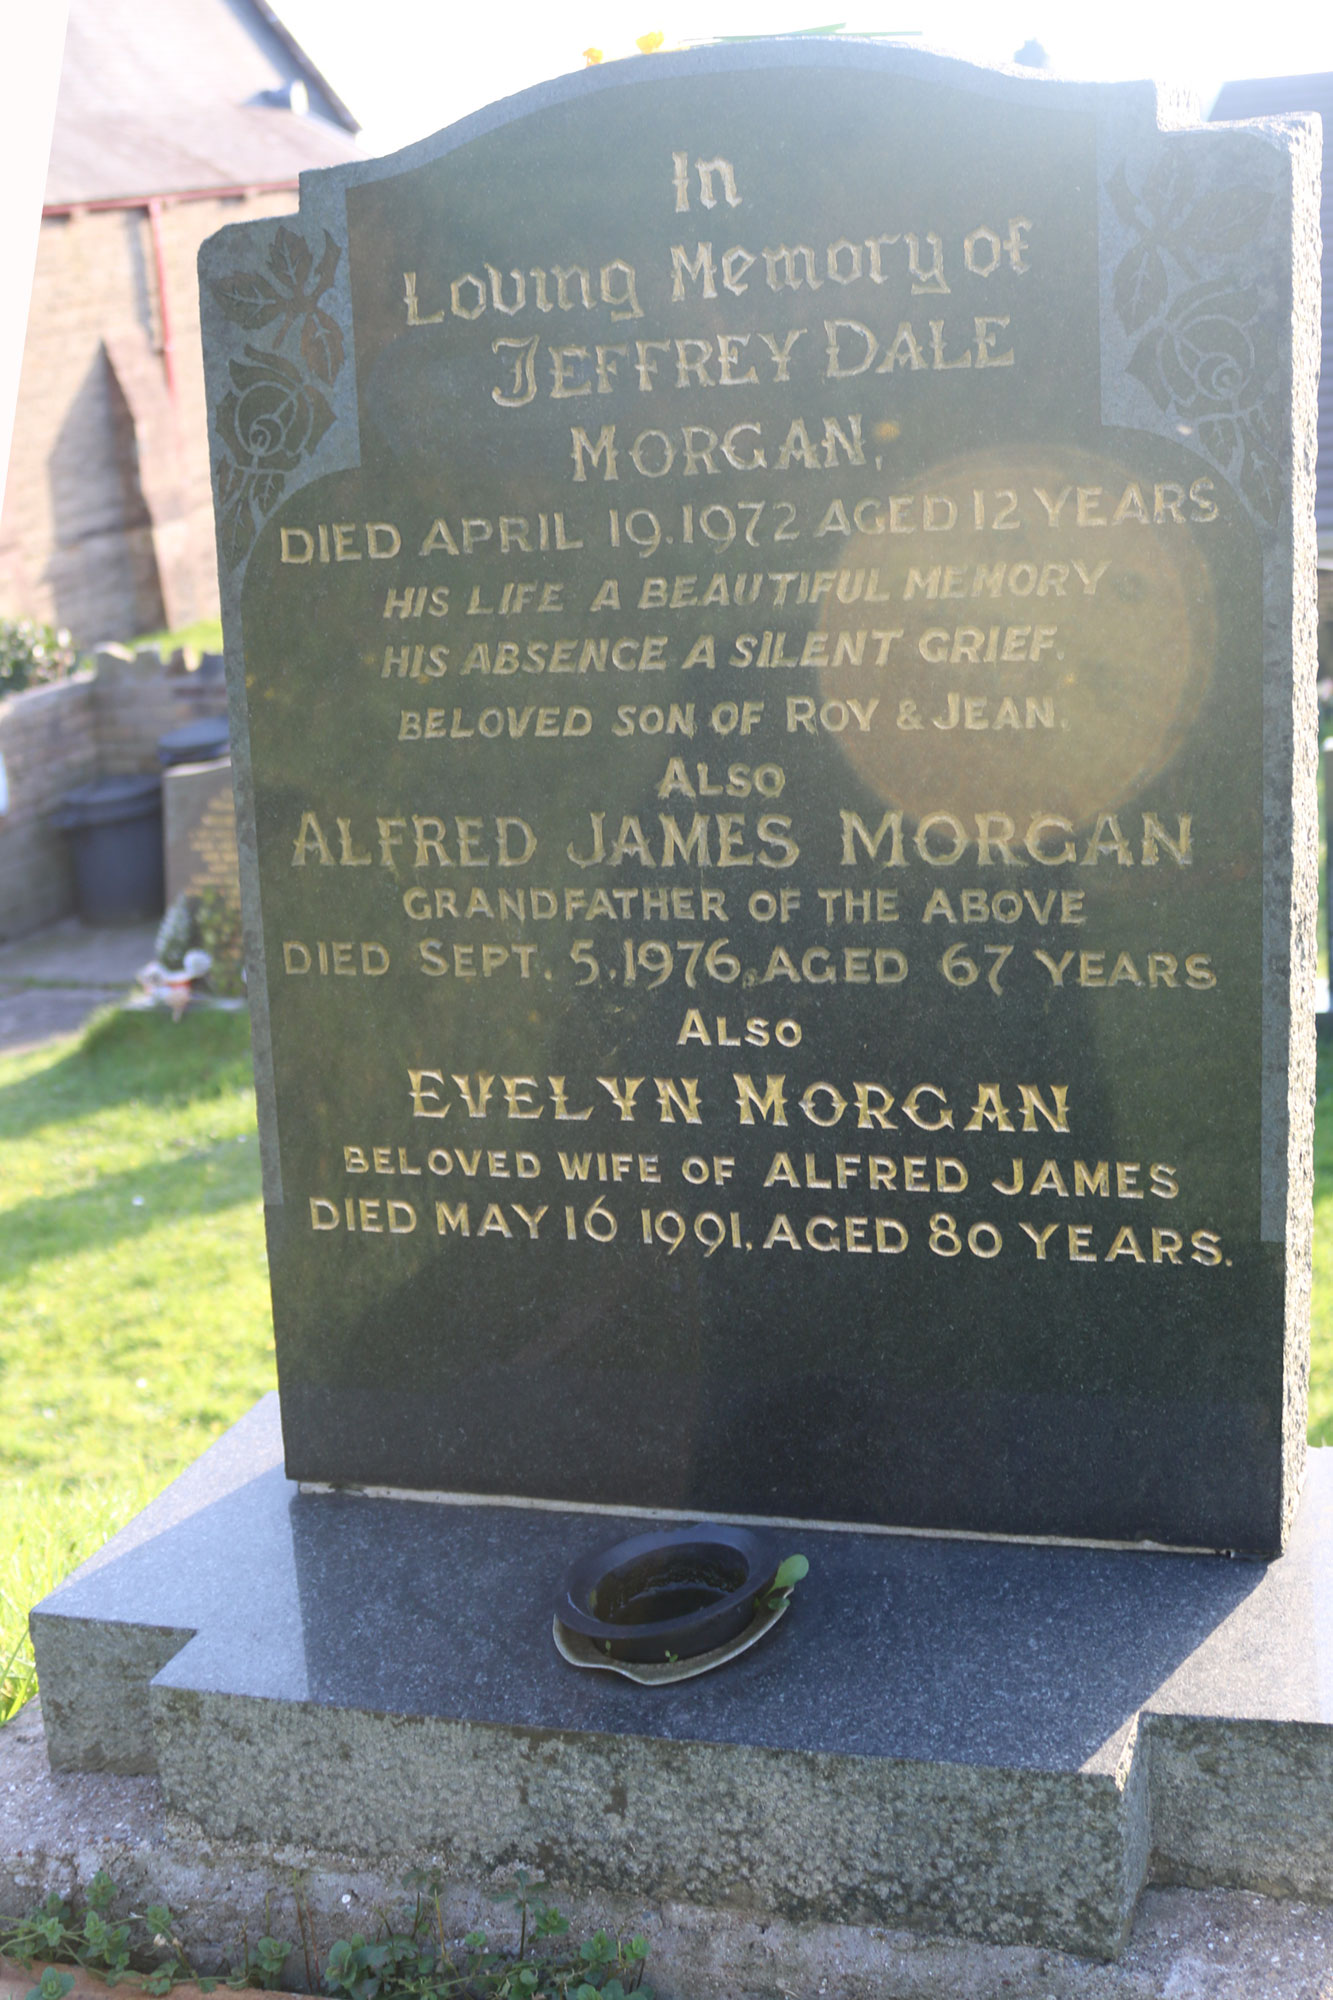 In
Loving Memory of
JEFFREY DALE
MORGAN,
DIED APRIL 19.1972 AGED 12 YEARS
HIS LIFE A BEAUTIFUL MEMORY
HIS ABSENCE A SILENT GRIEF.
BELOVED SON OF ROY & JEAN.
ALSO
ALFRED JAMES MORGAN
GRANDFATHER OF THE ABOVE
DIED SEPT. 5.1976, AGED 67 YEARS
ALSO
EVELYN MORGAN
BELOVED WIFE OF ALFRED JAMES
DIED MAY 16 1991, AGED 80 YEARS.